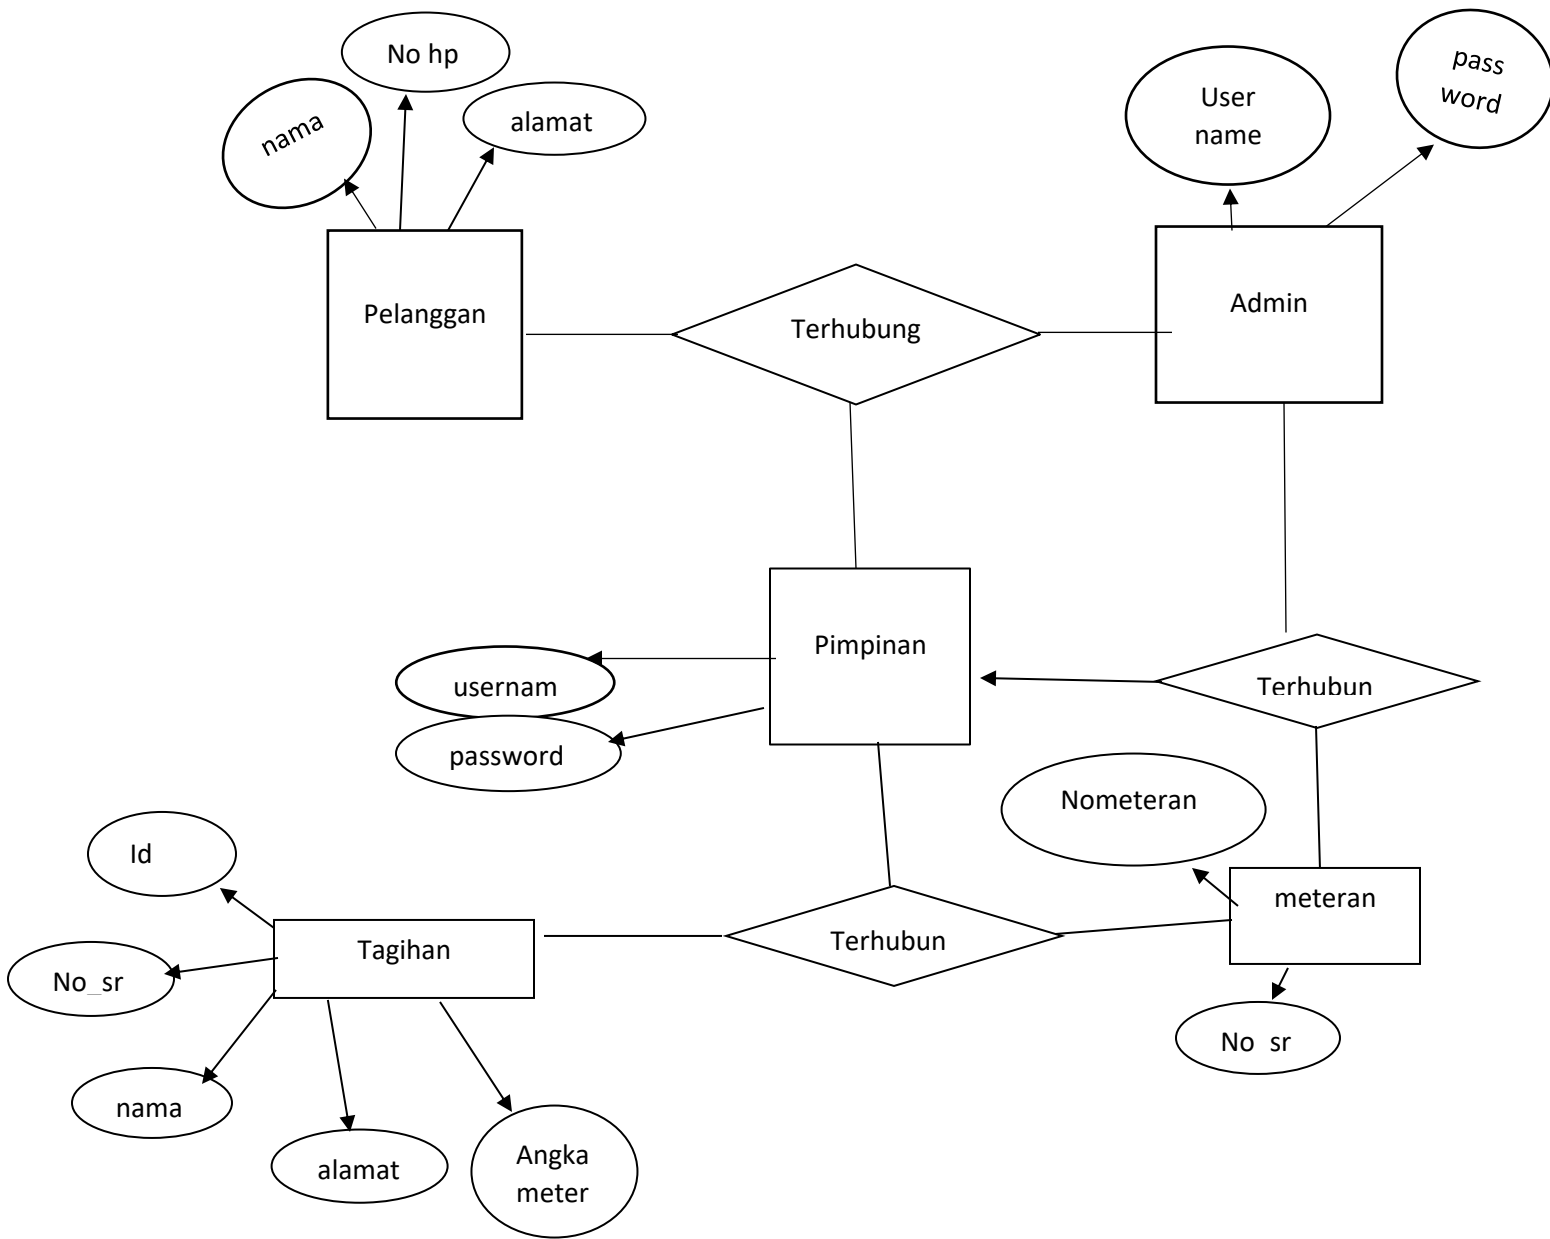 No hp
nama
alamat
User
name
pass
word
Pelanggan
Terhubung
Admin
Pimpinan
usernam
password
Terhubun
Nometeran
Id
meteran
Tagihan
Terhubun
No_sr
No sr
nama
alamat
Angka
meter